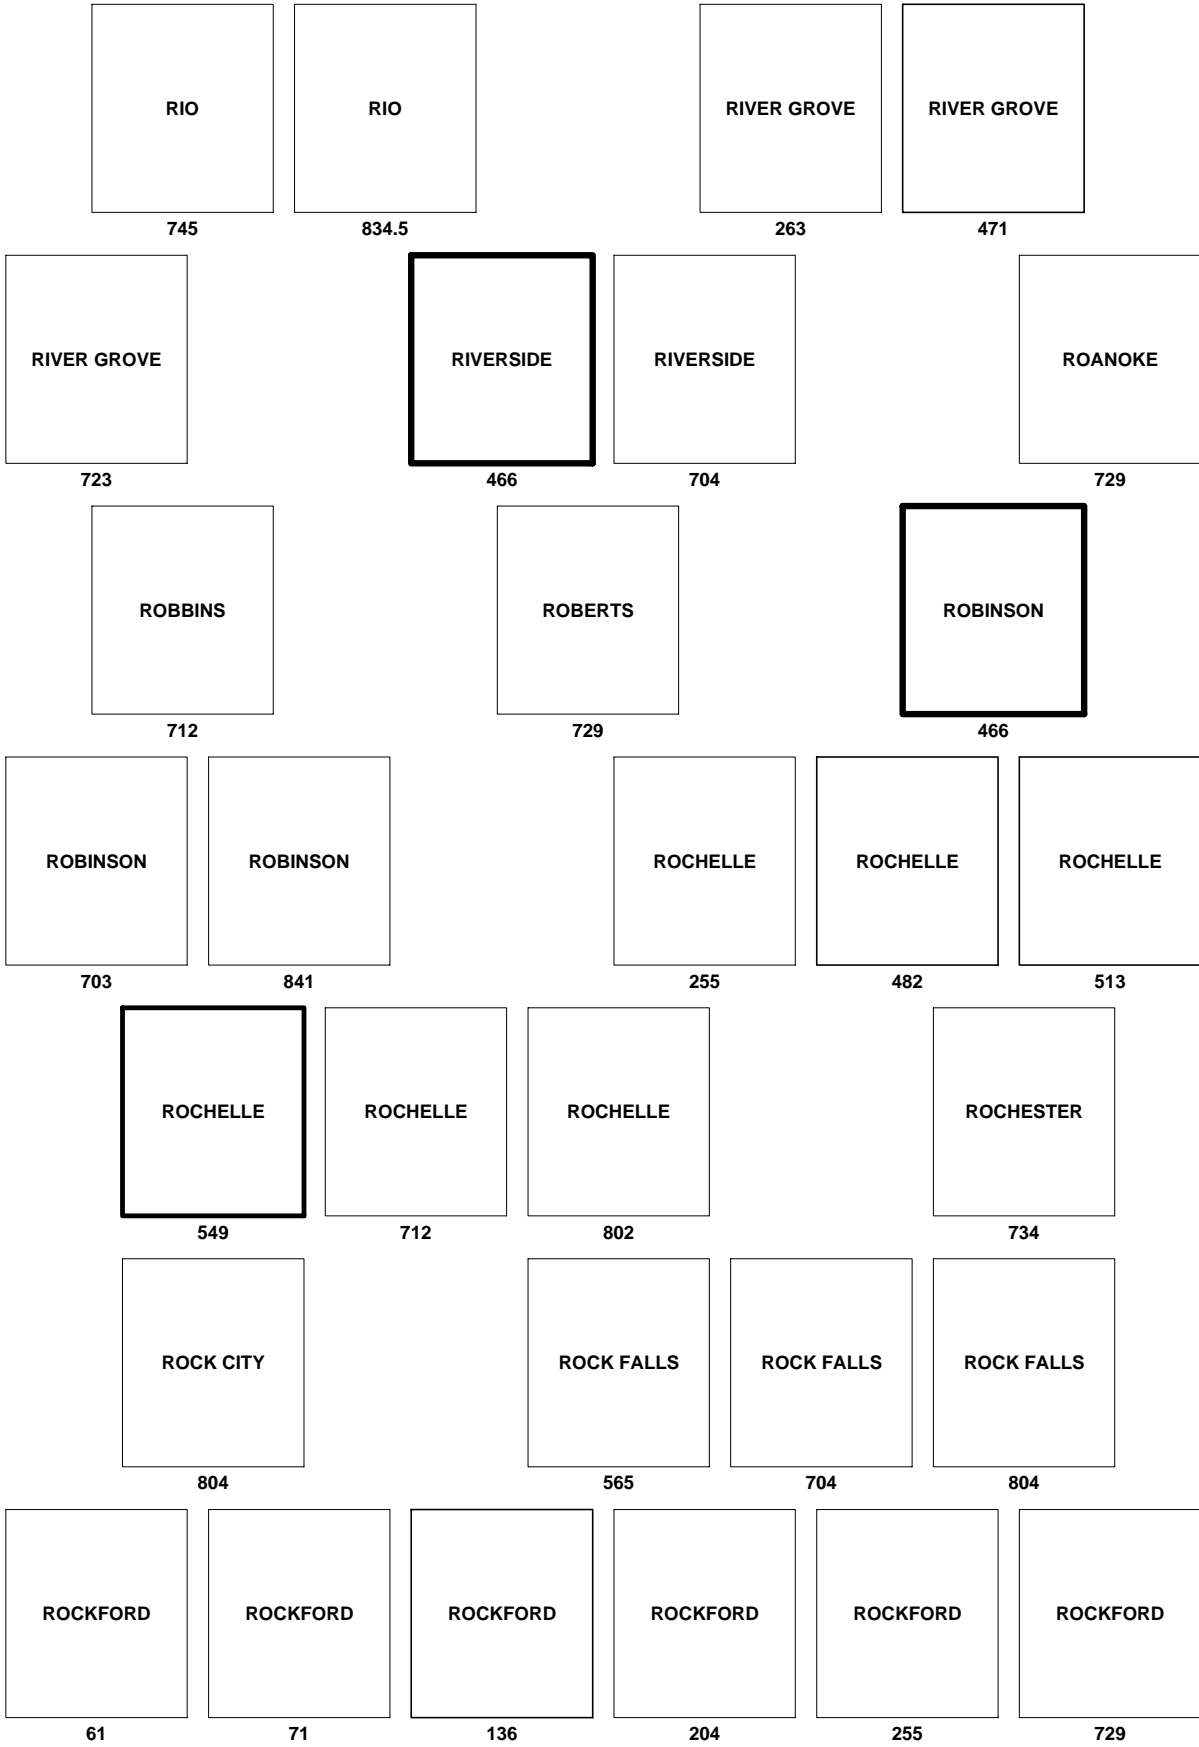 RIO RIO RIVER GROVE RIVER GROVE
745 834.5 263 471
RIVER GROVE RIVERSIDE RIVERSIDE ROANOKE
723 466 704 729
ROBBINS ROBERTS ROBINSON
712 729 466
ROBINSON ROBINSON ROCHELLE ROCHELLE ROCHELLE
703 841 255 482 513
ROCHELLE ROCHELLE ROCHELLE ROCHESTER
549 712 802 734
ROCK CITY ROCK FALLS ROCK FALLS ROCK FALLS
804 565 704 804
ROCKFORD ROCKFORD ROCKFORD ROCKFORD ROCKFORD ROCKFORD
61 71 136 204 255 729